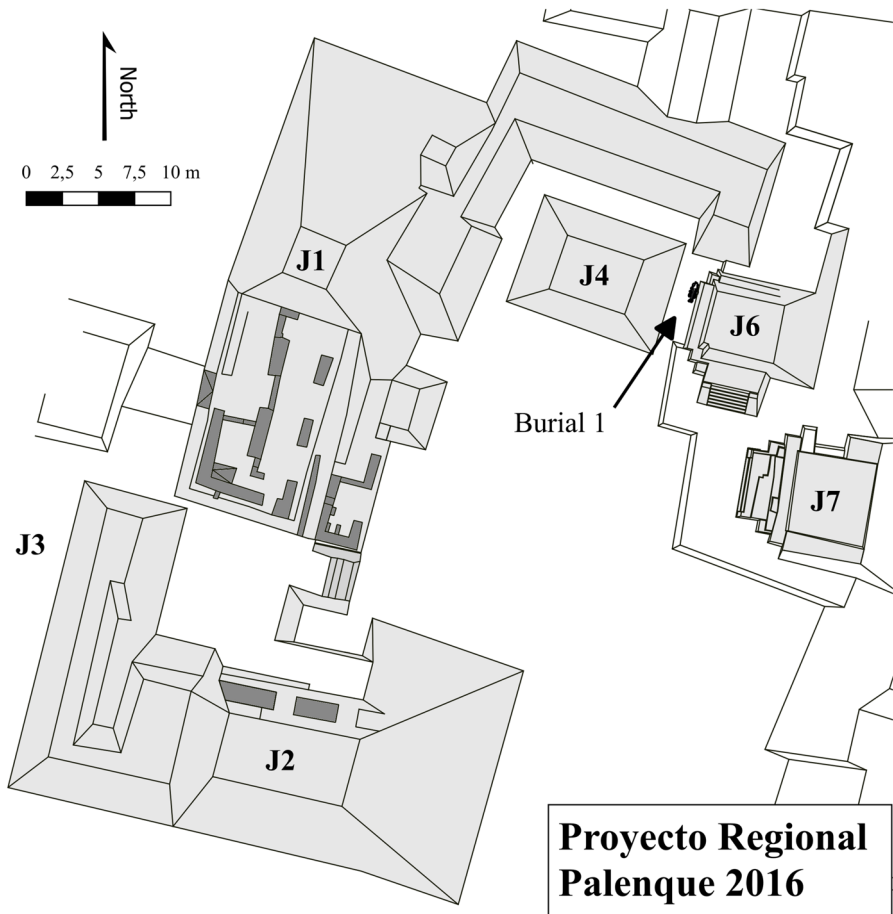 North
0 2,5 5 7,5 10 m
J1
J4
J6
Burial 1
J7
J3
J2
Proyecto Regional
Palenque 2016